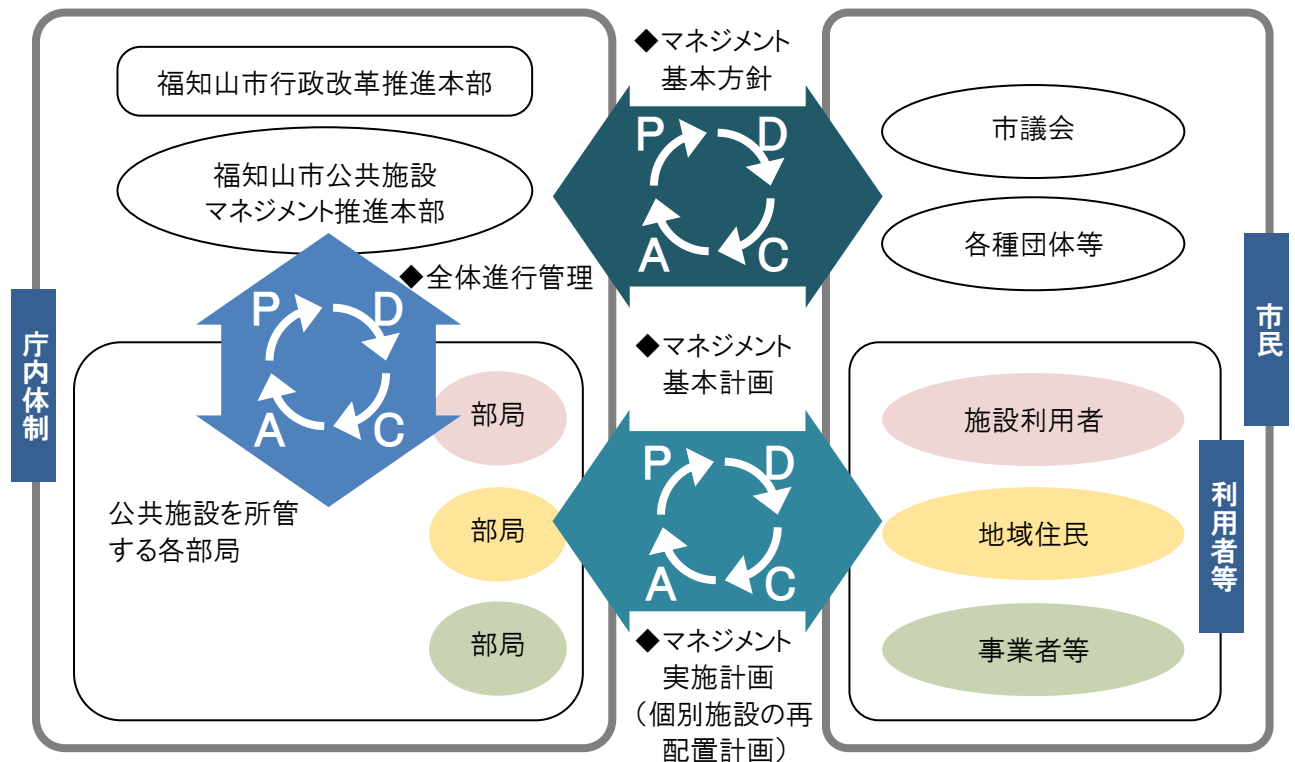 庁内体制
福知山市行政改革推進本部
福知山市公共施設
マネジメント推進本部
◆全体進行管理
P
D
C
A
公共施設を所管
する各部局
部局
部局
部局
◆マネジメント
基本方針
P
D
C
A
◆マネジメント
基本計画
P
D
C
A
◆マネジメント
実施計画
（個別施設の再
配置計画）
市民
市議会
各種団体等
利用者等
施設利用者
地域住民
事業者等